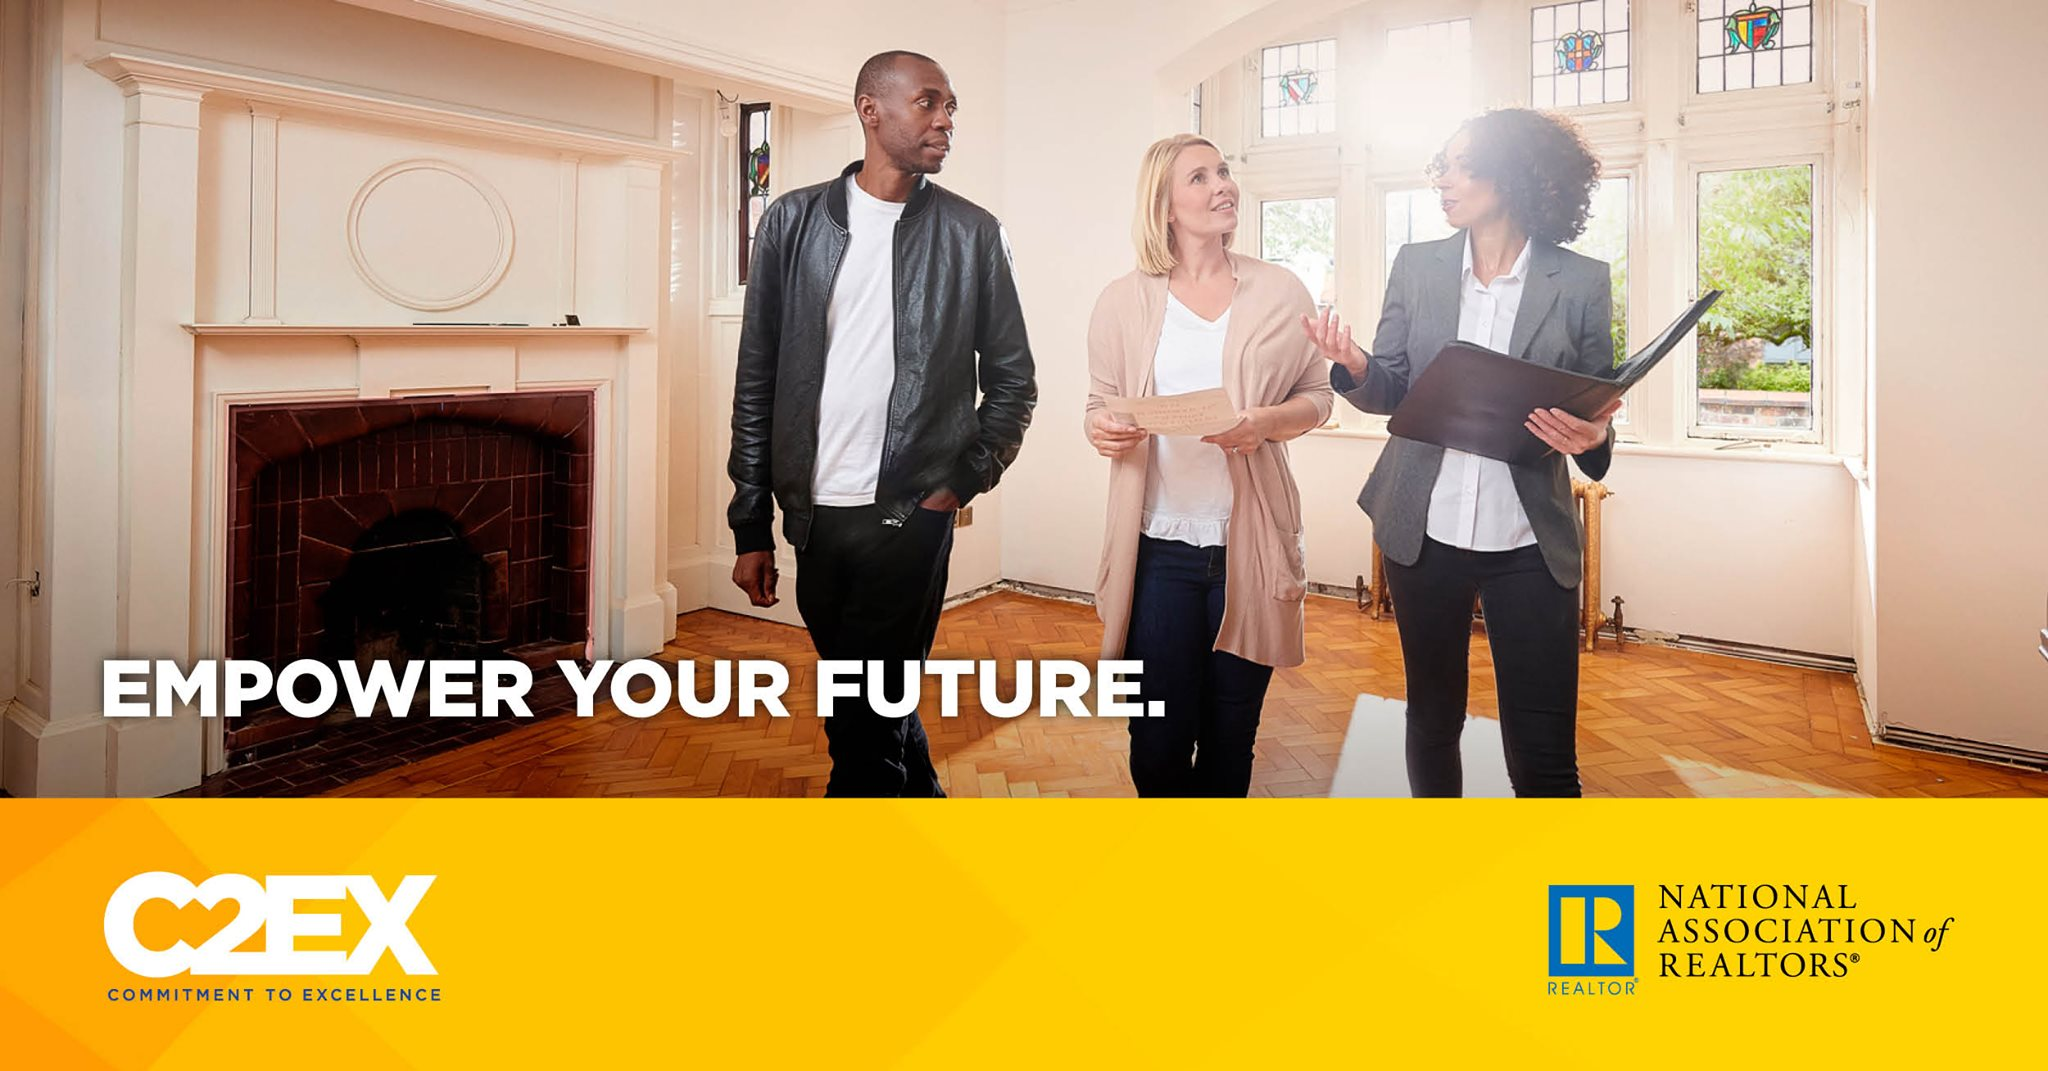 EMPOWER YOUR FUTURE.
C2EX
COMMITMENT TO EXCELLENCE
REALTOR®
NATIONAL
ASSOCIATION of
REALTORS®